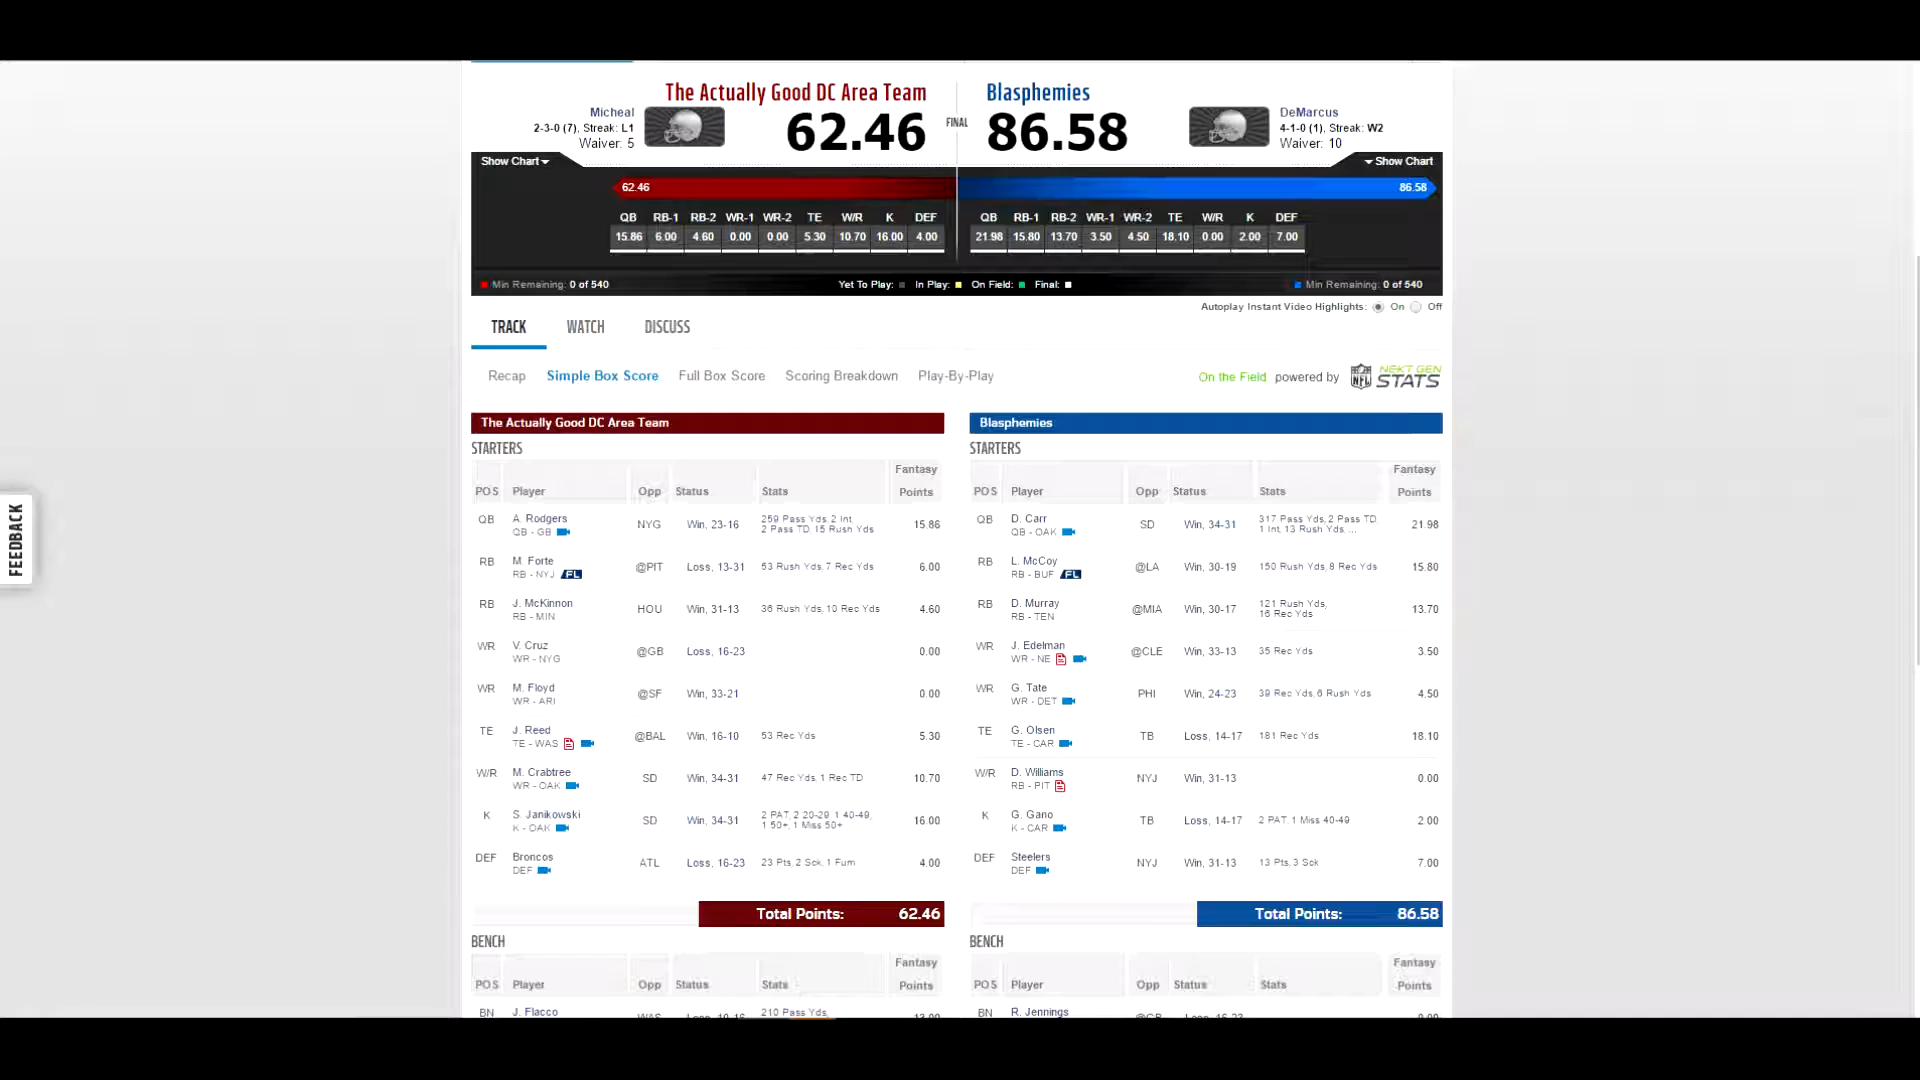 The Actually Good DC Area Team
Blasphemies
Micheal
2-3-0 (7), Streak: L1
Waiver: 5
62.46
FINAL
86.58
DeMarcus
4-1-0 (1), Streak: W2
Waiver: 10
Show Chart
Show Chart
62.46
86.58
QB RB-1 RB-2 WR-1 WR-2 TE W/R K DEF
QB RB-1 RB-2 WR-1 WR-2 TE W/R K DEF
15.86 6.00 4.60 0.00 0.00 5.30 10.70 16.00 4.00
21.98 15.80 13.70 3.50 4.50 18.10 0.00 2.00 7.00
Min Remaining: 0 of 540
Yet To Play: In Play: On Field: Final:
Min Remaining: 0 of 540
Autoplay Instant Video Highlights: On Off
TRACK WATCH DISCUSS
Recap Simple Box Score Full Box Score Scoring Breakdown Play-By-Play
On the Field powered by NFL NEXT GEN STATS
FEEDBACK
The Actually Good DC Area Team
STARTERS
POS Player Opp Status Stats Fantasy Points
QB A. Rodgers NYG Win, 23-16 259 Pass Yds, 2 Int 15.86
QB - GB 2 Pass TD, 15 Rush Yds
RB M. Forte @PIT Loss, 13-31 53 Rush Yds, 7 Rec Yds 6.00
RB - NYJ FL
RB J. McKinnon HOU Win, 31-13 36 Rush Yds, 10 Rec Yds 4.60
RB - MIN
WR V. Cruz @GB Loss, 16-23 0.00
WR - NYG
WR M. Floyd @SF Win, 33-21 0.00
WR - ARI
TE J. Reed @BAL Win, 16-10 53 Rec Yds 5.30
TE - WAS
W/R M. Crabtree SD Win, 34-31 47 Rec Yds, 1 Rec TD 10.70
WR - OAK
K S. Janikowski SD Win, 34-31 2 PAT, 2 20-29, 1 40-49, 16.00
K - OAK 1 50+, 1 Miss 50+
DEF Broncos ATL Loss, 16-23 23 Pts, 2 Sck, 1 Fum 4.00
DEF
Total Points: 62.46
BENCH
POS Player Opp Status Stats Fantasy Points
BN J. Flacco WAS Loss, 10-16 210 Pass Yds, 13.00
Blasphemies
STARTERS
POS Player Opp Status Stats Fantasy Points
QB D. Carr SD Win, 34-31 317 Pass Yds, 2 Pass TD, 21.98
QB - OAK 1 Int, 13 Rush Yds, ...
RB L. McCoy @LA Win, 30-19 150 Rush Yds, 8 Rec Yds 15.80
RB - BUF FL
RB D. Murray @MIA Win, 30-17 121 Rush Yds, 13.70
RB - TEN 16 Rec Yds
WR J. Edelman @CLE Win, 33-13 35 Rec Yds 3.50
WR - NE
WR G. Tate PHI Win, 24-23 39 Rec Yds, 6 Rush Yds 4.50
WR - DET
TE G. Olsen TB Loss, 14-17 181 Rec Yds 18.10
TE - CAR
W/R D. Williams NYJ Win, 31-13 0.00
RB - PIT
K G. Gano TB Loss, 14-17 2 PAT, 1 Miss 40-49 2.00
K - CAR
DEF Steelers NYJ Win, 31-13 13 Pts, 3 Sck 7.00
DEF
Total Points: 86.58
BENCH
POS Player Opp Status Stats Fantasy Points
BN R. Jennings @GB Loss, 16-23 0.00